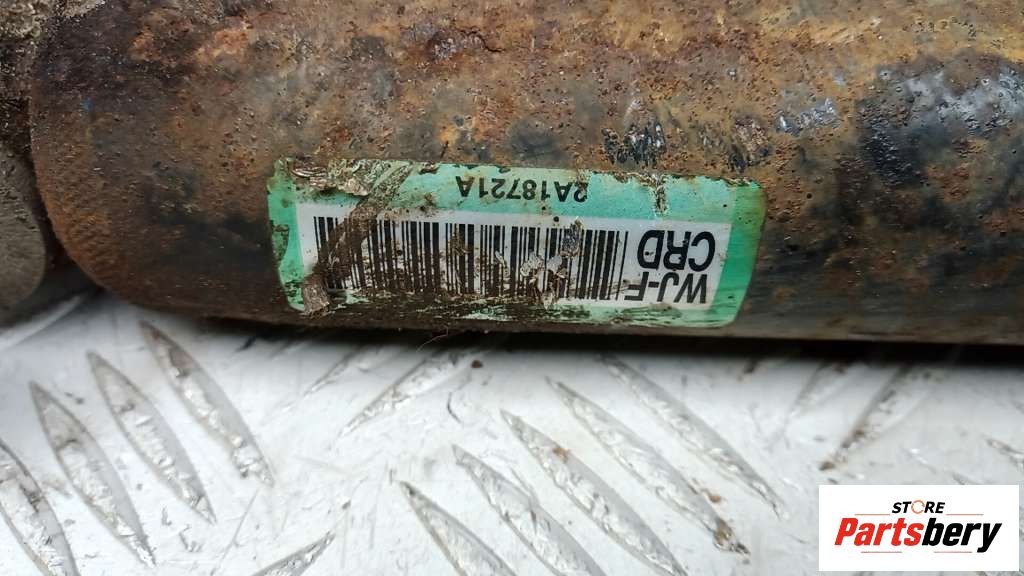 WJ-F
CRD
2A18721A
STORE
Partsbery